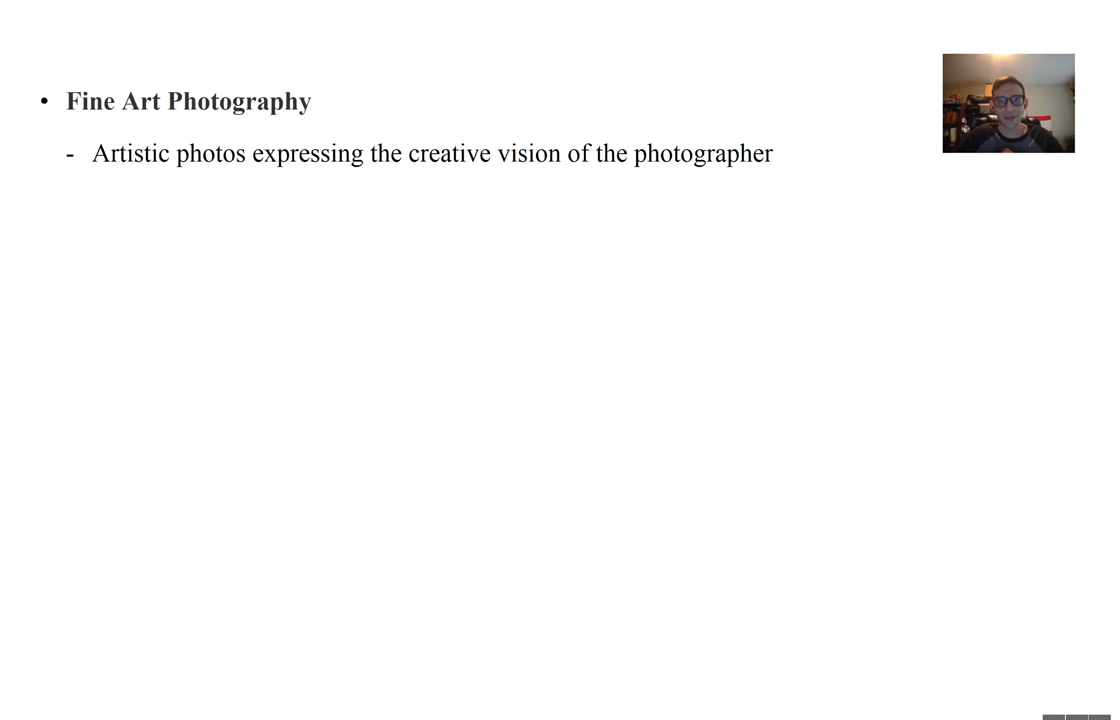 • Fine Art Photography
- Artistic photos expressing the creative vision of the photographer